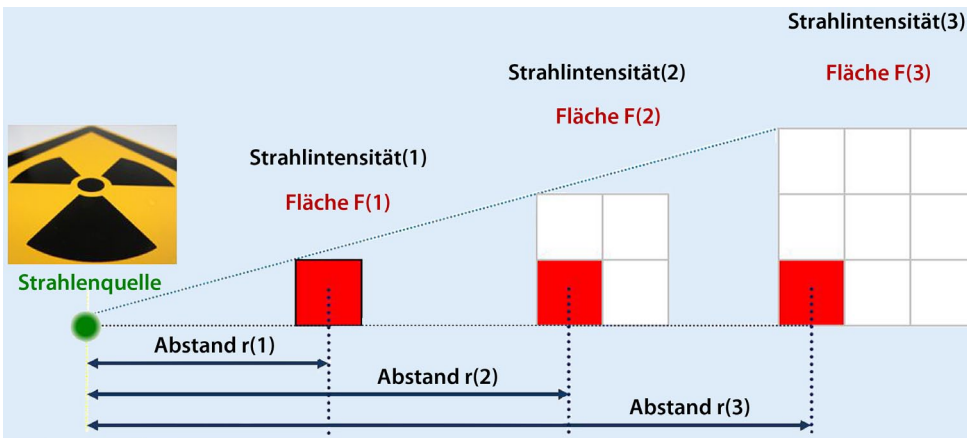 Strahlintensität(3)
Fläche F(3)
Strahlintensität(2)
Fläche F(2)
Strahlintensität(1)
Fläche F(1)
Strahlenquelle
Abstand r(1)
Abstand r(2)
Abstand r(3)